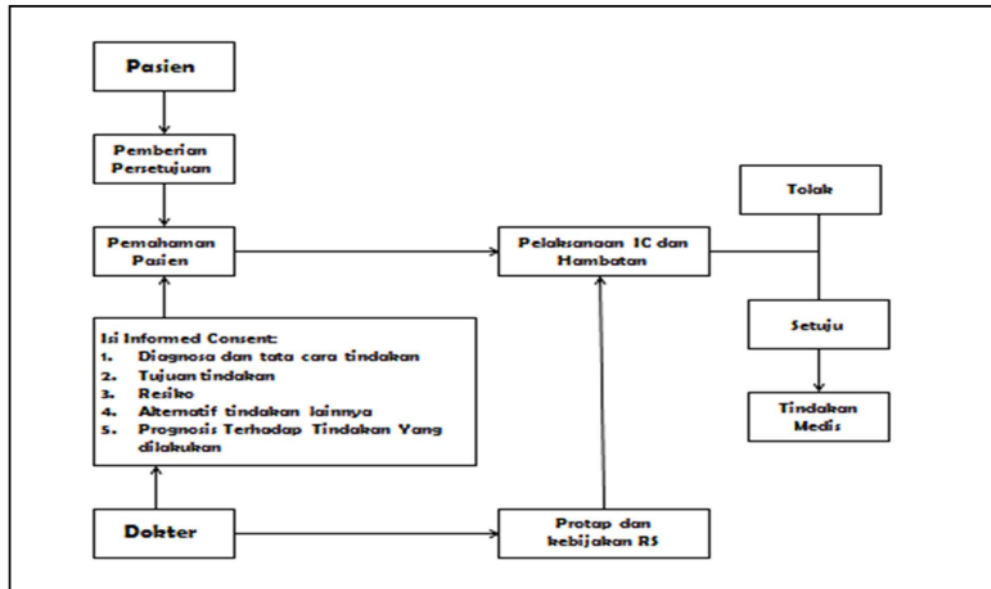 Pasien
Pemberian
Persetujuan
Pemahaman
Pasien
Pelaksanaan IC dan
Hambatan
Tolak
Setuju
Tindakan
Medis
Isi Informed Consent:
1. Diagnosa dan tata cara tindakan
2. Tujuan tindakan
3. Resiko
4. Alternatif tindakan lainnya
5. Prognosis Terhadap Tindakan Yang
dilakukan
Dokter
Protap dan
kebijakan RS